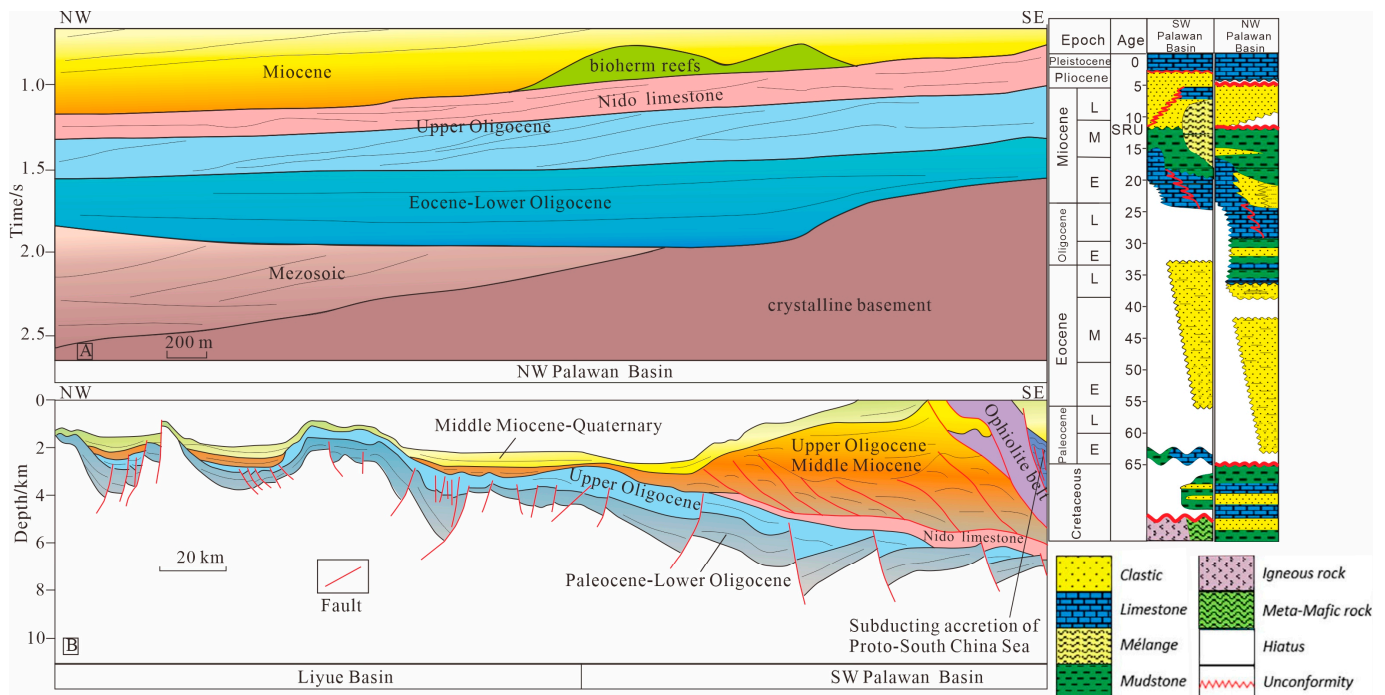 NW
SE
Miocene
bioherm reefs
Nido limestone
Upper Oligocene
Eocene-Lower Oligocene
Mezosoic
crystalline basement
1.0
1.5
2.0
2.5
Time/s
200 m
A
NW Palawan Basin
NW
SE
0
2
4
6
8
10
Depth/km
Middle Miocene-Quaternary
Upper Oligocene
Middle Miocene
Ophiolite belt
Upper Oligocene
Nido limestone
Paleocene-Lower Oligocene
20 km
Fault
Subducting accretion of
Proto-South China Sea
B
Liyue Basin
SW Palawan Basin
Epoch
Age
SW
Palawan
Basin
NW
Palawan
Basin
Pleistocene
Pliocene
Miocene
L
M
E
Oligocene
L
E
Eocene
L
M
E
Paleocene
L
E
Cretaceous
0
5
10
SRU
15
20
25
30
35
40
45
50
55
60
65
Clastic
Limestone
Mélange
Mudstone
Igneous rock
Meta-Mafic rock
Hiatus
Unconformity